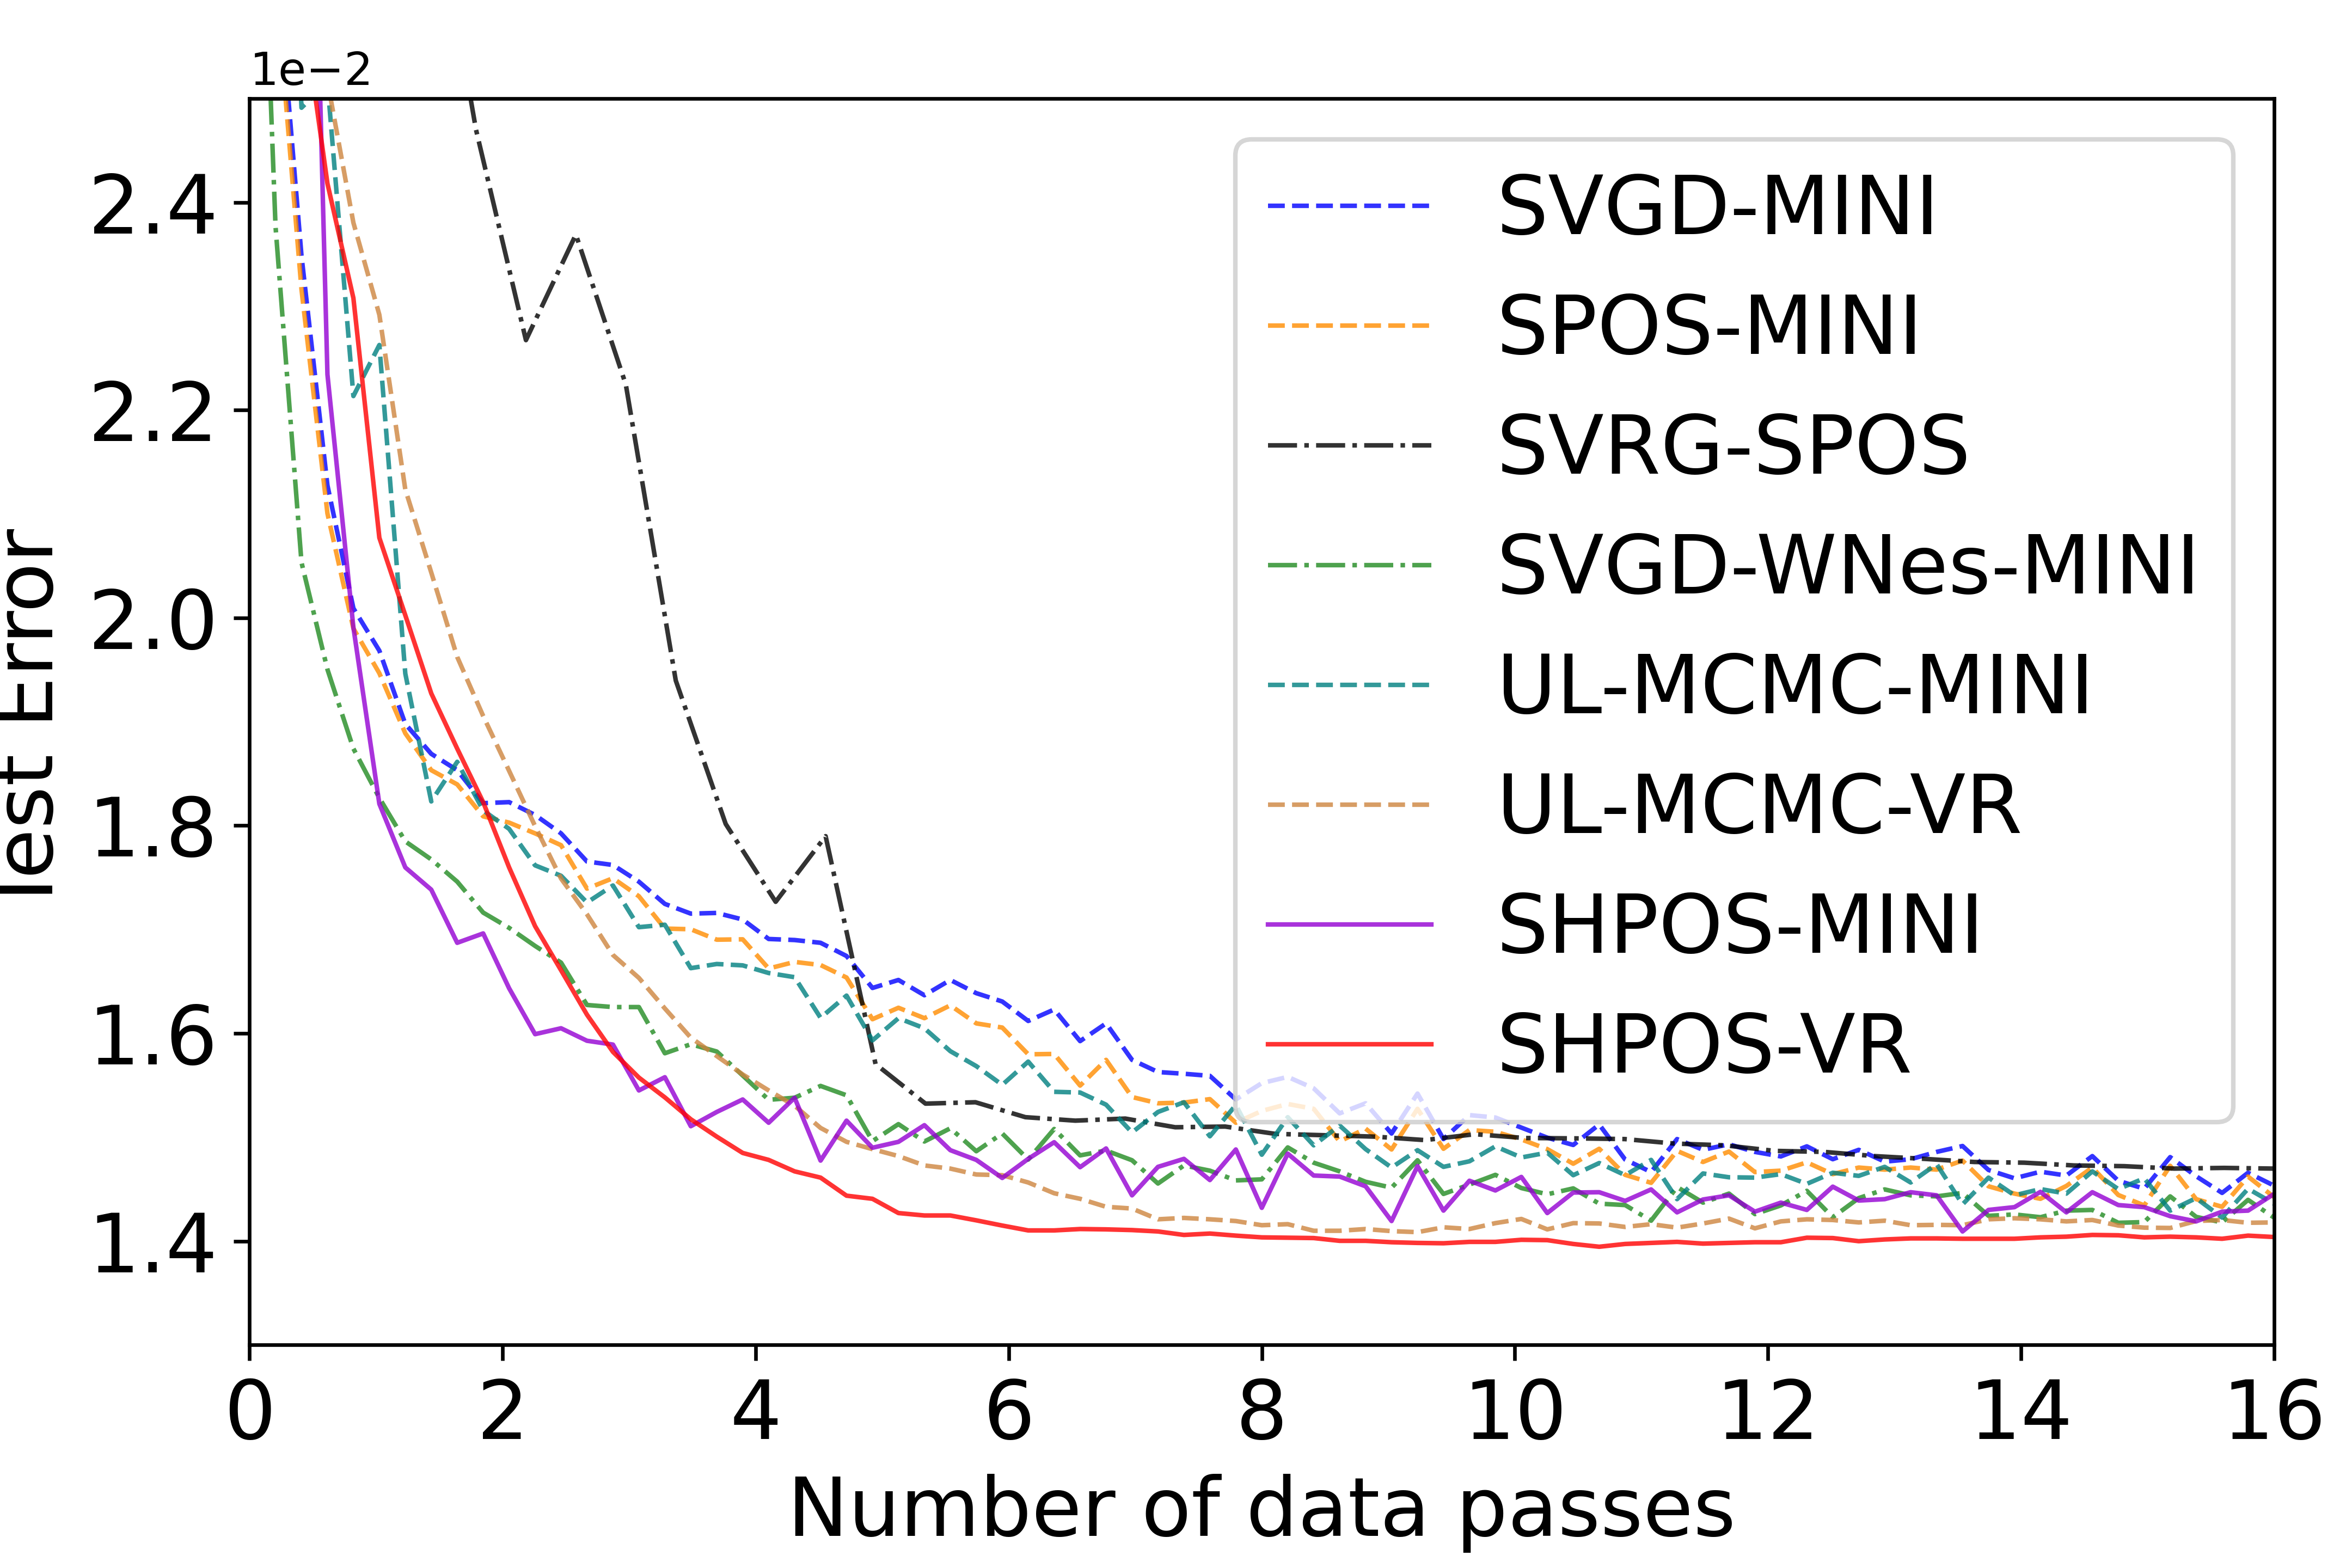 1e−2
2.4
2.2
2.0
1.8
1.6
1.4
Test Error
SVGD-MINI
SPOS-MINI
SVRG-SPOS
SVGD-WNes-MINI
UL-MCMC-MINI
UL-MCMC-VR
SHPOS-MINI
SHPOS-VR
0 2 4 6 8 10 12 14 16
Number of data passes